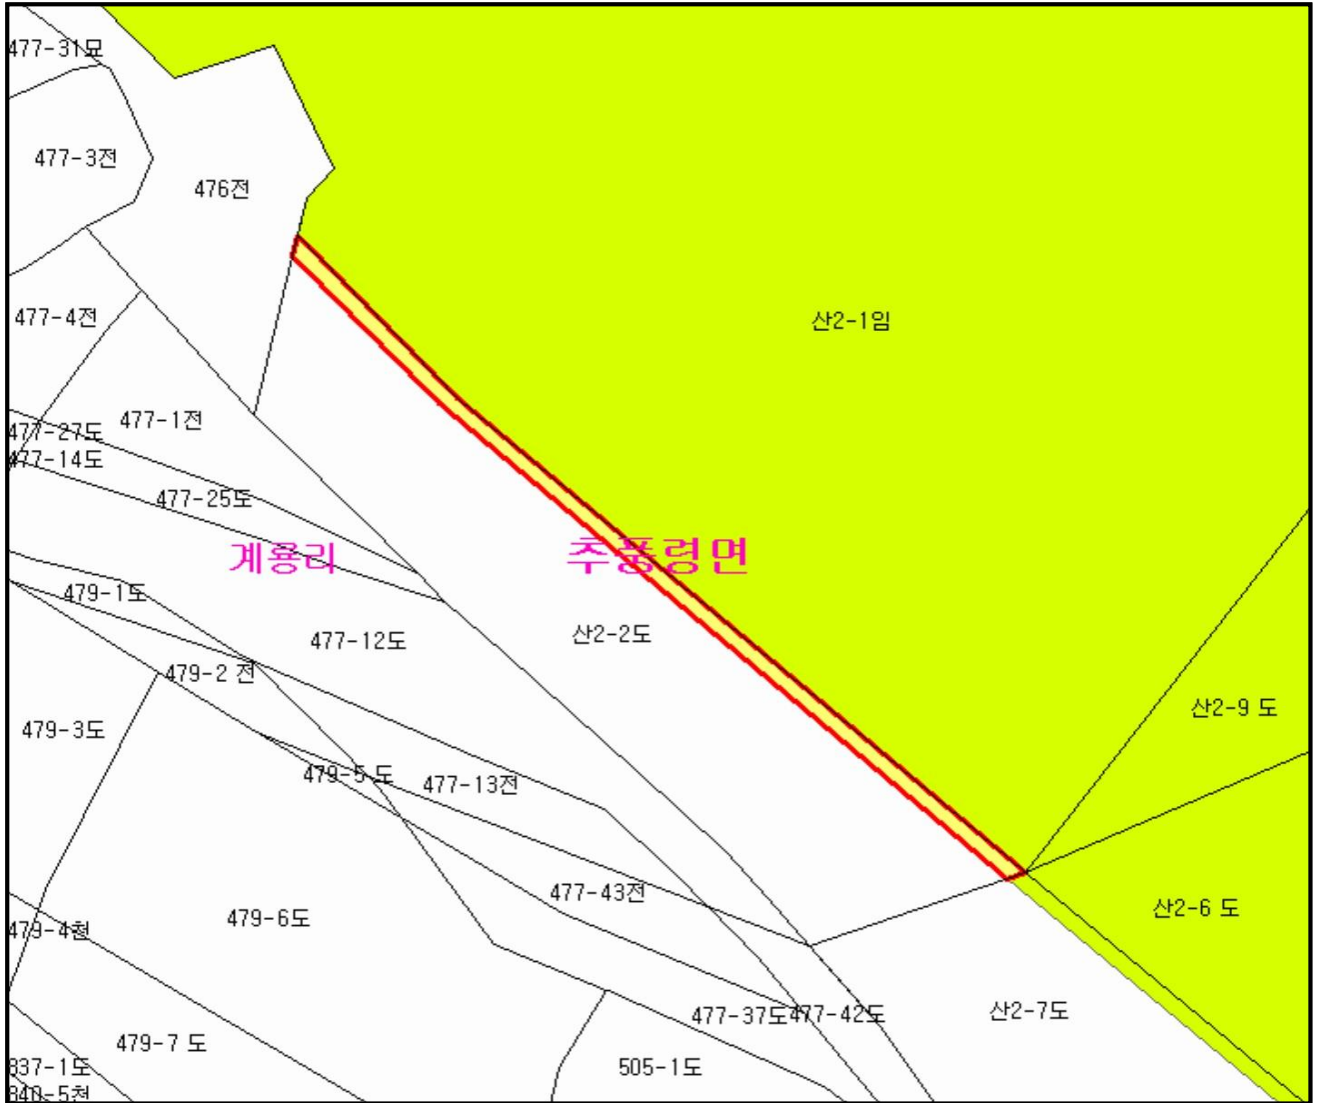 477-31묘
477-3전
476전
477-4전
산2-1임
477-1전
477-27도
477-14도
477-25도
계룡리
추풍령면
479-1도
477-12도
산2-2도
479-2 전
산2-9 도
479-3도
479-5 도
477-13전
477-43전
산2-6 도
479-6도
479-4천
477-37도
477-42도
산2-7도
479-7 도
837-1도
505-1도
840-5천